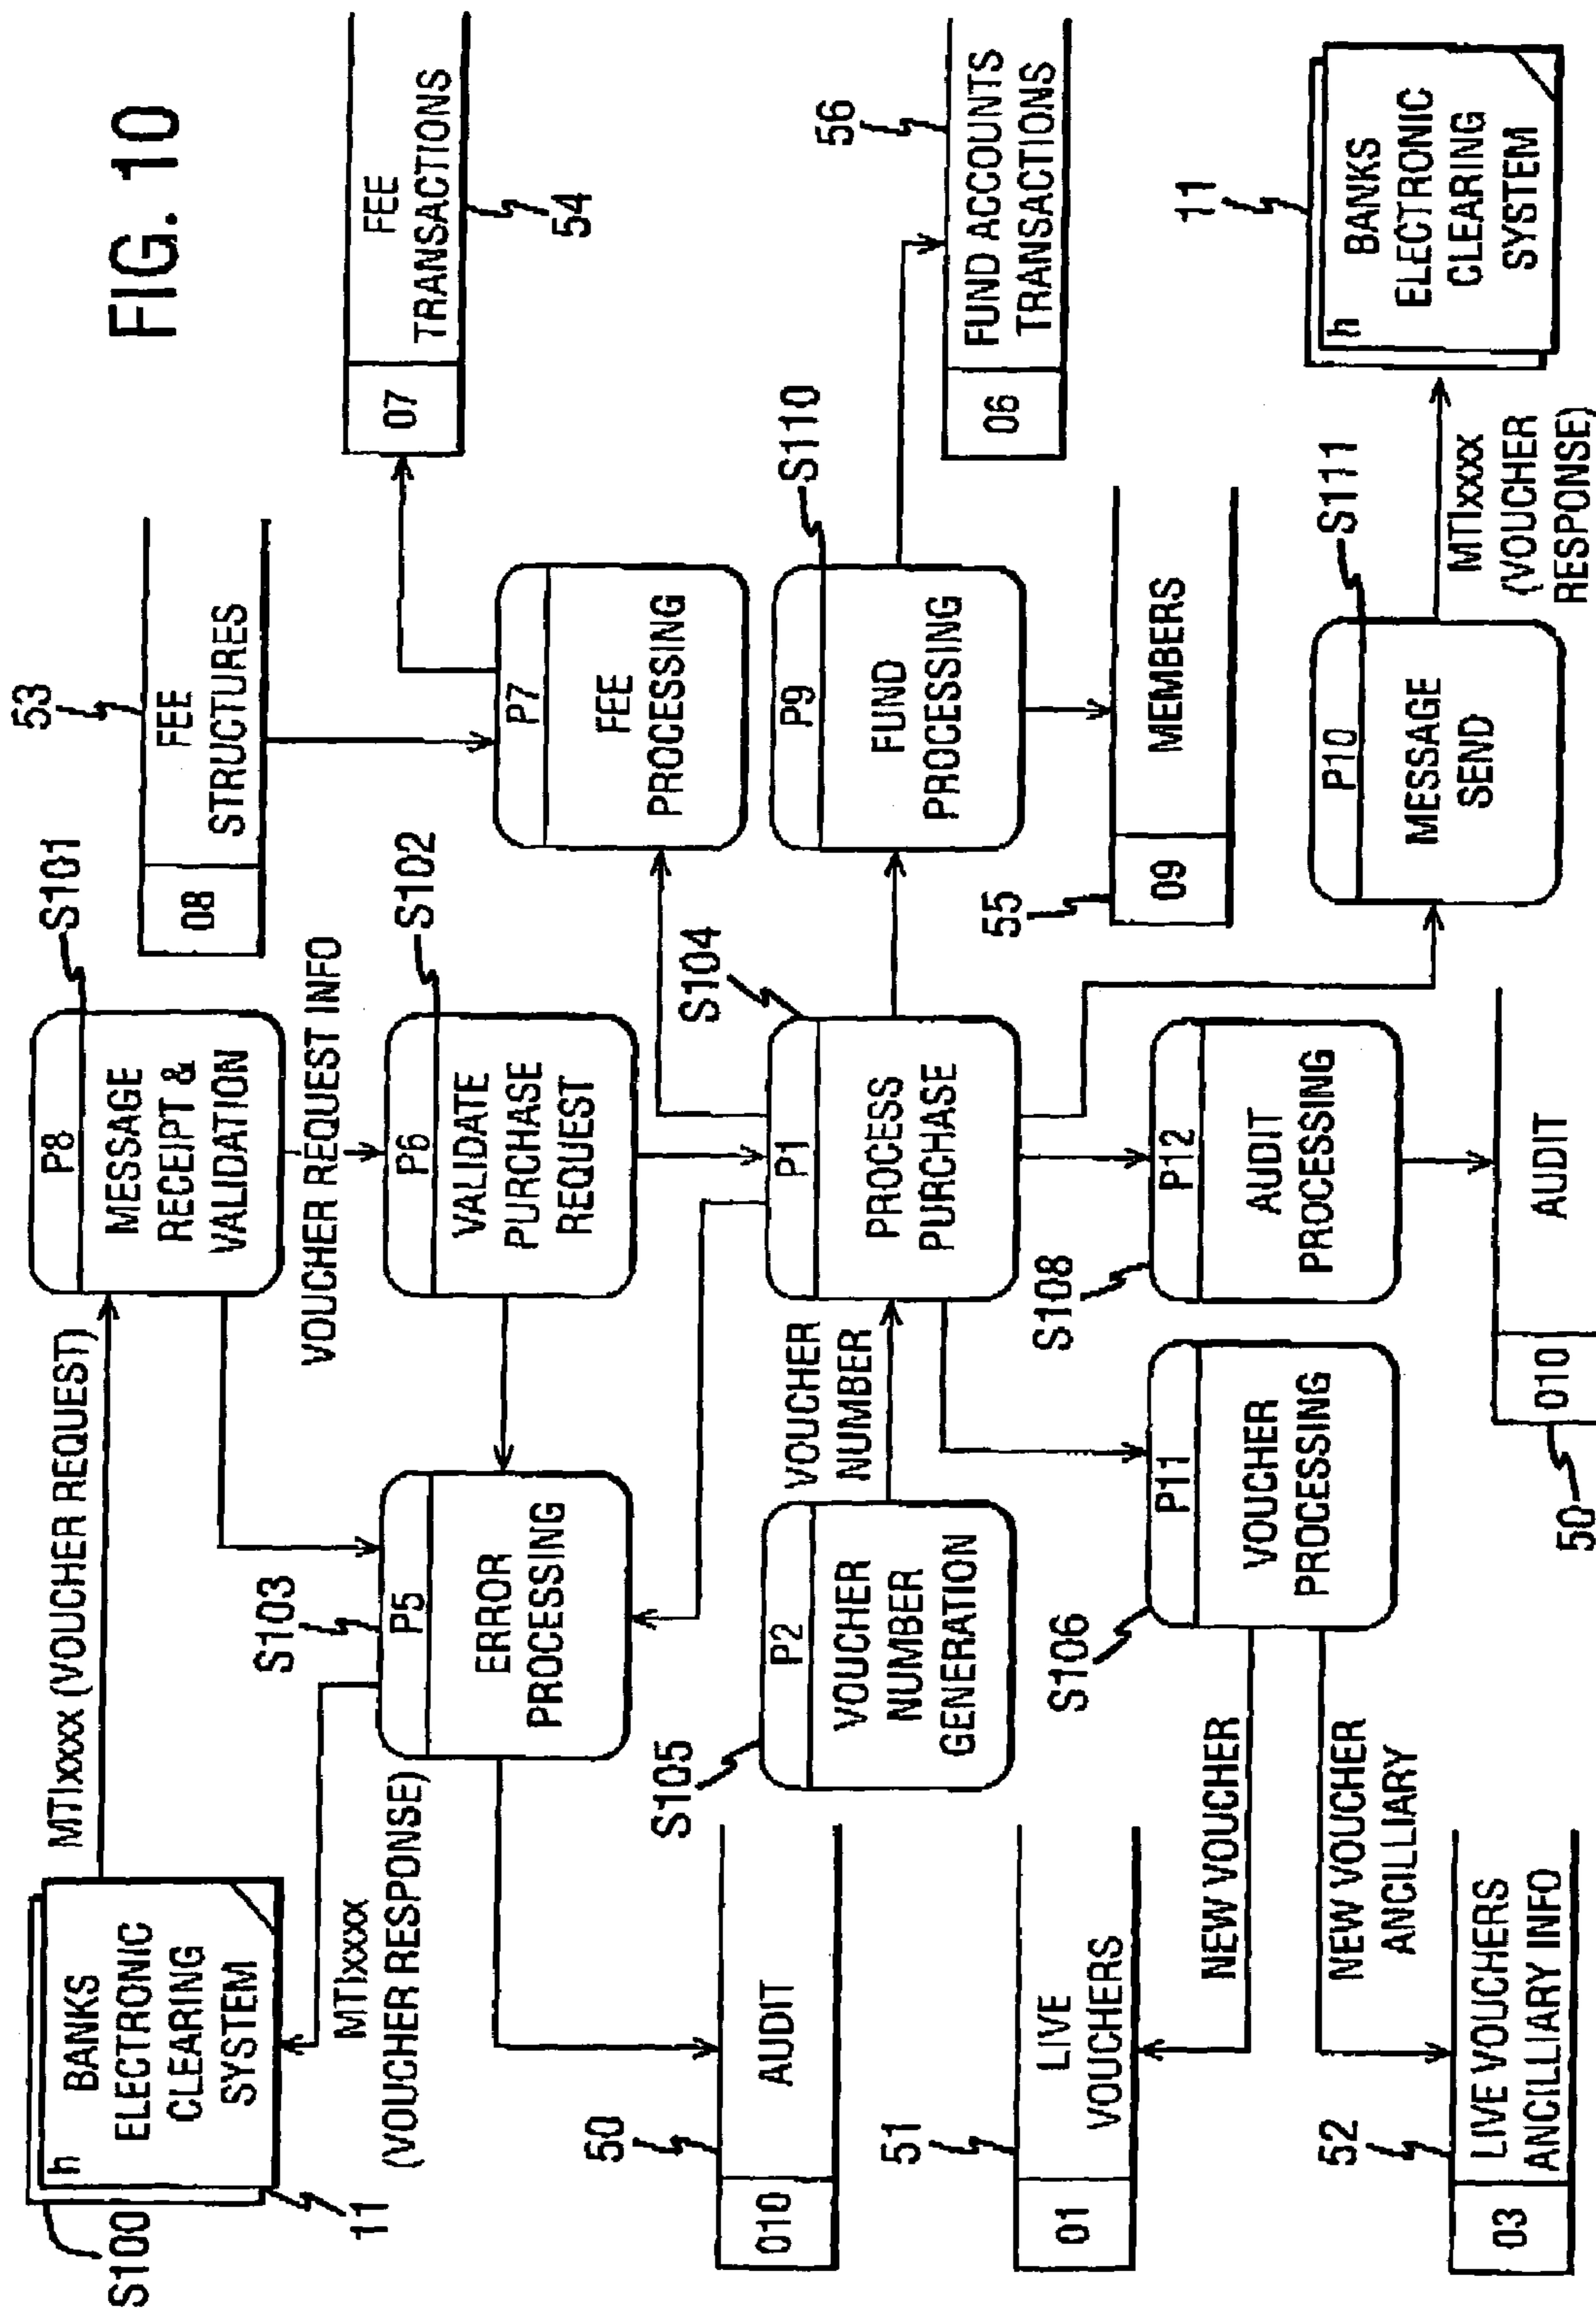 FIG. 10
S100
h
BANKS
ELECTRONIC
CLEARING
SYSTEM
11
MTIxxxx (VOUCHER REQUEST)
P8
MESSAGE
RECEIPT &
VALIDATION
S101
53
08
FEE
STRUCTURES
07
FEE
TRANSACTIONS
54
MTIxxxx
(VOUCHER RESPONSE)
S103
P5
ERROR
PROCESSING
VOUCHER REQUEST INFO
P6
VALIDATE
PURCHASE
REQUEST
S102
P7
FEE
PROCESSING
50
010
AUDIT
S105
P2
VOUCHER
NUMBER
GENERATION
VOUCHER
NUMBER
P1
PROCESS
PURCHASE
S104
P9
FUND
PROCESSING
S110
56
06
FUND ACCOUNTS
TRANSACTIONS
51
01
LIVE
VOUCHERS
NEW VOUCHER
S106
P11
VOUCHER
PROCESSING
S108
P12
AUDIT
PROCESSING
55
09
MEMBERS
52
03
LIVE VOUCHERS
ANCILLIARY INFO
NEW VOUCHER
ANCILLIARY
50
010
AUDIT
P10
MESSAGE
SEND
S111
MTIxxxx
(VOUCHER
RESPONSE)
11
h
BANKS
ELECTRONIC
CLEARING
SYSTEM